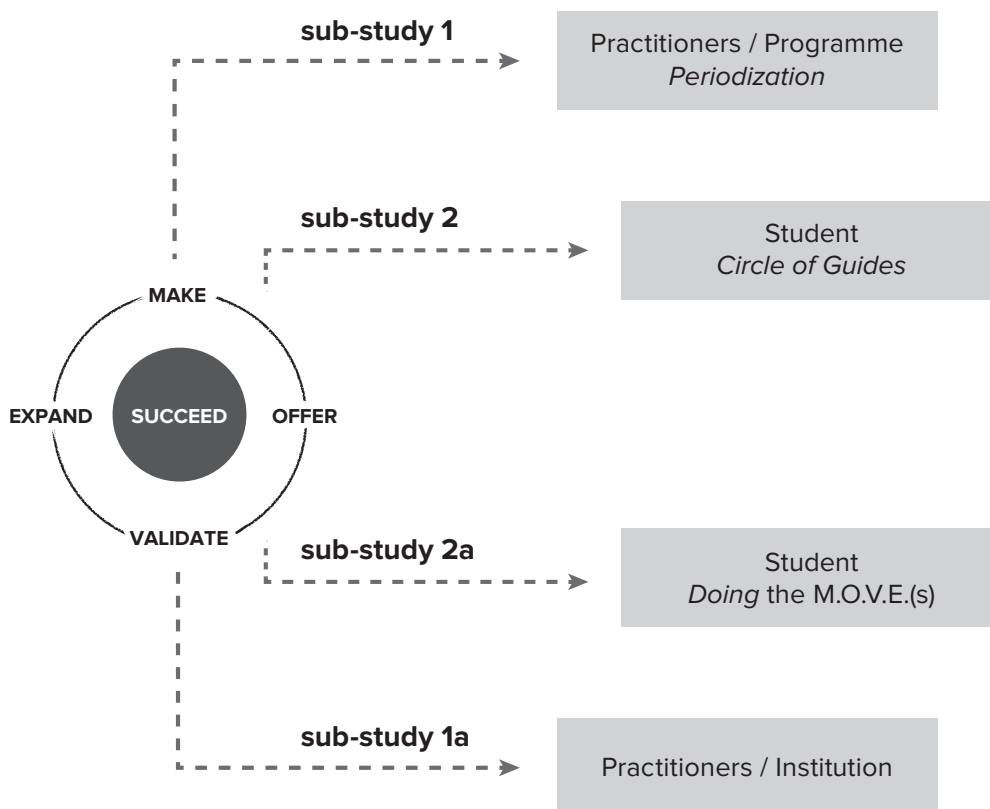 sub-study 1
Practitioners / Programme
Periodization
sub-study 2
Student
Circle of Guides
MAKE
EXPAND
SUCCEED
OFFER
VALIDATE
sub-study 2a
Student
Doing the M.O.V.E.(s)
sub-study 1a
Practitioners / Institution